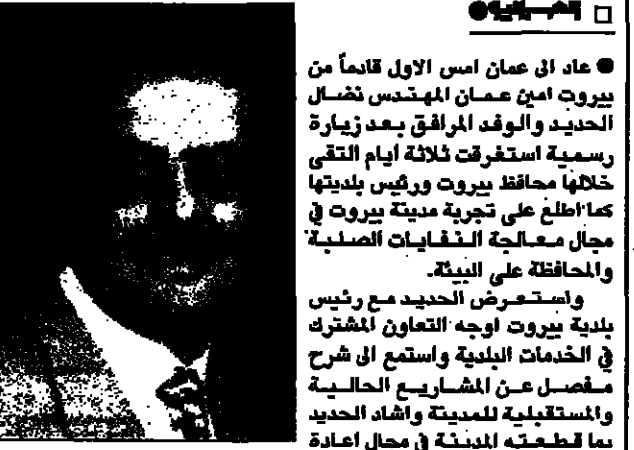 ● عاد الى عمان امس الاول قادماً من
بيروت امين عمان المهندس نضال
الحديد والوفد المرافق بعد زيارة
رسمية استغرقت ثلاثة أيام التقى
خلالها محافظ بيروت ورئيس بلديتها
كما اطلع على تجربة مدينة بيروت في
مجال معالجة النفايات الصلبة
والمحافظة على البيئة.
واستعرض الحديد مع رئيس
بلدية بيروت اوجه التعاون المشترك
في الخدمات البلدية واستمع الى شرح
مفصل عن المشاريع الحالية
والمستقبلية للمدينة واشاد الحديد
بما قطعته المدينة في مجال اعادة